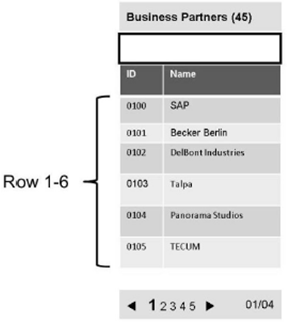 Business Partners (45)
ID Name
0100 SAP
0101 Becker Berlin
0102 DelBont Industries
Row 1-6
0103 Talpa
0104 Panorama Studios
0105 TECUM
◄ 1 2 3 4 5 ► 01/04